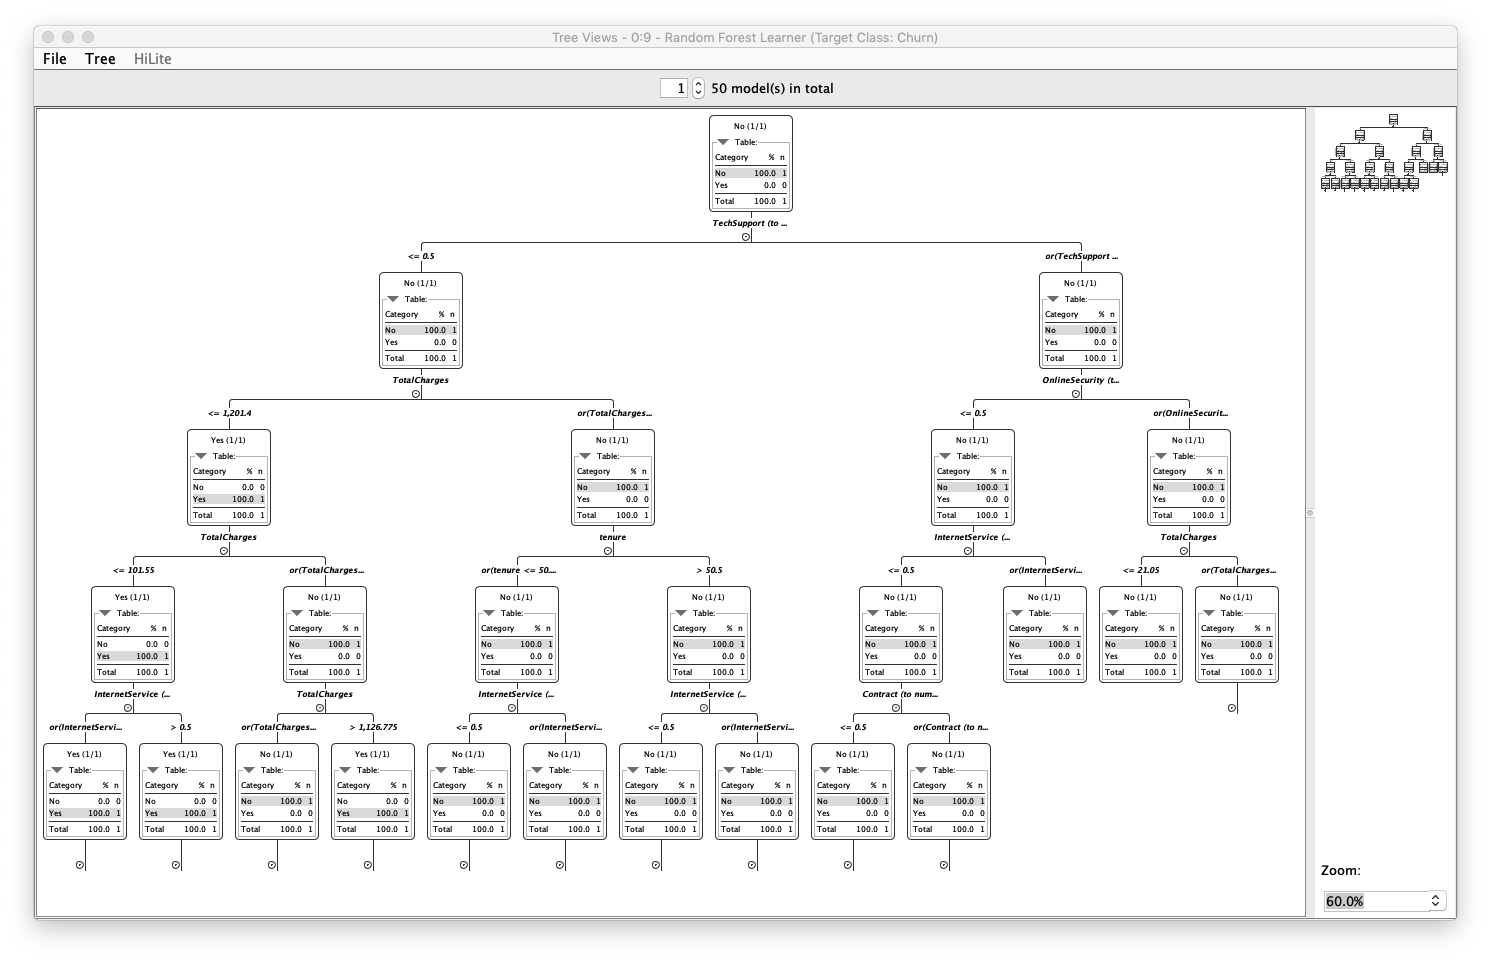 Tree Views - 0:9 - Random Forest Learner (Target Class: Churn)
File Tree HiLite
1 50 model(s) in total
No (1/1)
Table:
Category % n
No 100.0 1
Yes 0.0 0
Total 100.0 1
TechSupport (to ...
<= 0.5
No (1/1)
Table:
Category % n
No 100.0 1
Yes 0.0 0
Total 100.0 1
TotalCharges
or(TechSupport ...
No (1/1)
Table:
Category % n
No 100.0 1
Yes 0.0 0
Total 100.0 1
OnlineSecurity (t...
<= 1,201.4
Yes (1/1)
Table:
Category % n
No 0.0 0
Yes 100.0 1
Total 100.0 1
TotalCharges
or(TotalCharges...
No (1/1)
Table:
Category % n
No 100.0 1
Yes 0.0 0
Total 100.0 1
tenure
<= 0.5
No (1/1)
Table:
Category % n
No 100.0 1
Yes 0.0 0
Total 100.0 1
InternetService (...
or(OnlineSecurit...
No (1/1)
Table:
Category % n
No 100.0 1
Yes 0.0 0
Total 100.0 1
TotalCharges
<= 101.55
Yes (1/1)
Table:
Category % n
No 0.0 0
Yes 100.0 1
Total 100.0 1
InternetService (...
or(TotalCharges...
No (1/1)
Table:
Category % n
No 100.0 1
Yes 0.0 0
Total 100.0 1
TotalCharges
or(tenure <= 50....
No (1/1)
Table:
Category % n
No 100.0 1
Yes 0.0 0
Total 100.0 1
InternetService (...
> 50.5
No (1/1)
Table:
Category % n
No 100.0 1
Yes 0.0 0
Total 100.0 1
InternetService (...
<= 0.5
No (1/1)
Table:
Category % n
No 100.0 1
Yes 0.0 0
Total 100.0 1
Contract (to num...
or(InternetServi...
No (1/1)
Table:
Category % n
No 100.0 1
Yes 0.0 0
Total 100.0 1
<= 21.05
No (1/1)
Table:
Category % n
No 100.0 1
Yes 0.0 0
Total 100.0 1
or(TotalCharges...
No (1/1)
Table:
Category % n
No 100.0 1
Yes 0.0 0
Total 100.0 1
or(InternetServi...
Yes (1/1)
Table:
Category % n
No 0.0 0
Yes 100.0 1
Total 100.0 1
> 0.5
Yes (1/1)
Table:
Category % n
No 0.0 0
Yes 100.0 1
Total 100.0 1
or(TotalCharges...
No (1/1)
Table:
Category % n
No 100.0 1
Yes 0.0 0
Total 100.0 1
> 1,126.775
Yes (1/1)
Table:
Category % n
No 0.0 0
Yes 100.0 1
Total 100.0 1
<= 0.5
No (1/1)
Table:
Category % n
No 100.0 1
Yes 0.0 0
Total 100.0 1
or(InternetServi...
No (1/1)
Table:
Category % n
No 100.0 1
Yes 0.0 0
Total 100.0 1
<= 0.5
No (1/1)
Table:
Category % n
No 100.0 1
Yes 0.0 0
Total 100.0 1
or(InternetServi...
No (1/1)
Table:
Category % n
No 100.0 1
Yes 0.0 0
Total 100.0 1
<= 0.5
No (1/1)
Table:
Category % n
No 100.0 1
Yes 0.0 0
Total 100.0 1
or(Contract (to n...
No (1/1)
Table:
Category % n
No 100.0 1
Yes 0.0 0
Total 100.0 1
Zoom:
60.0%